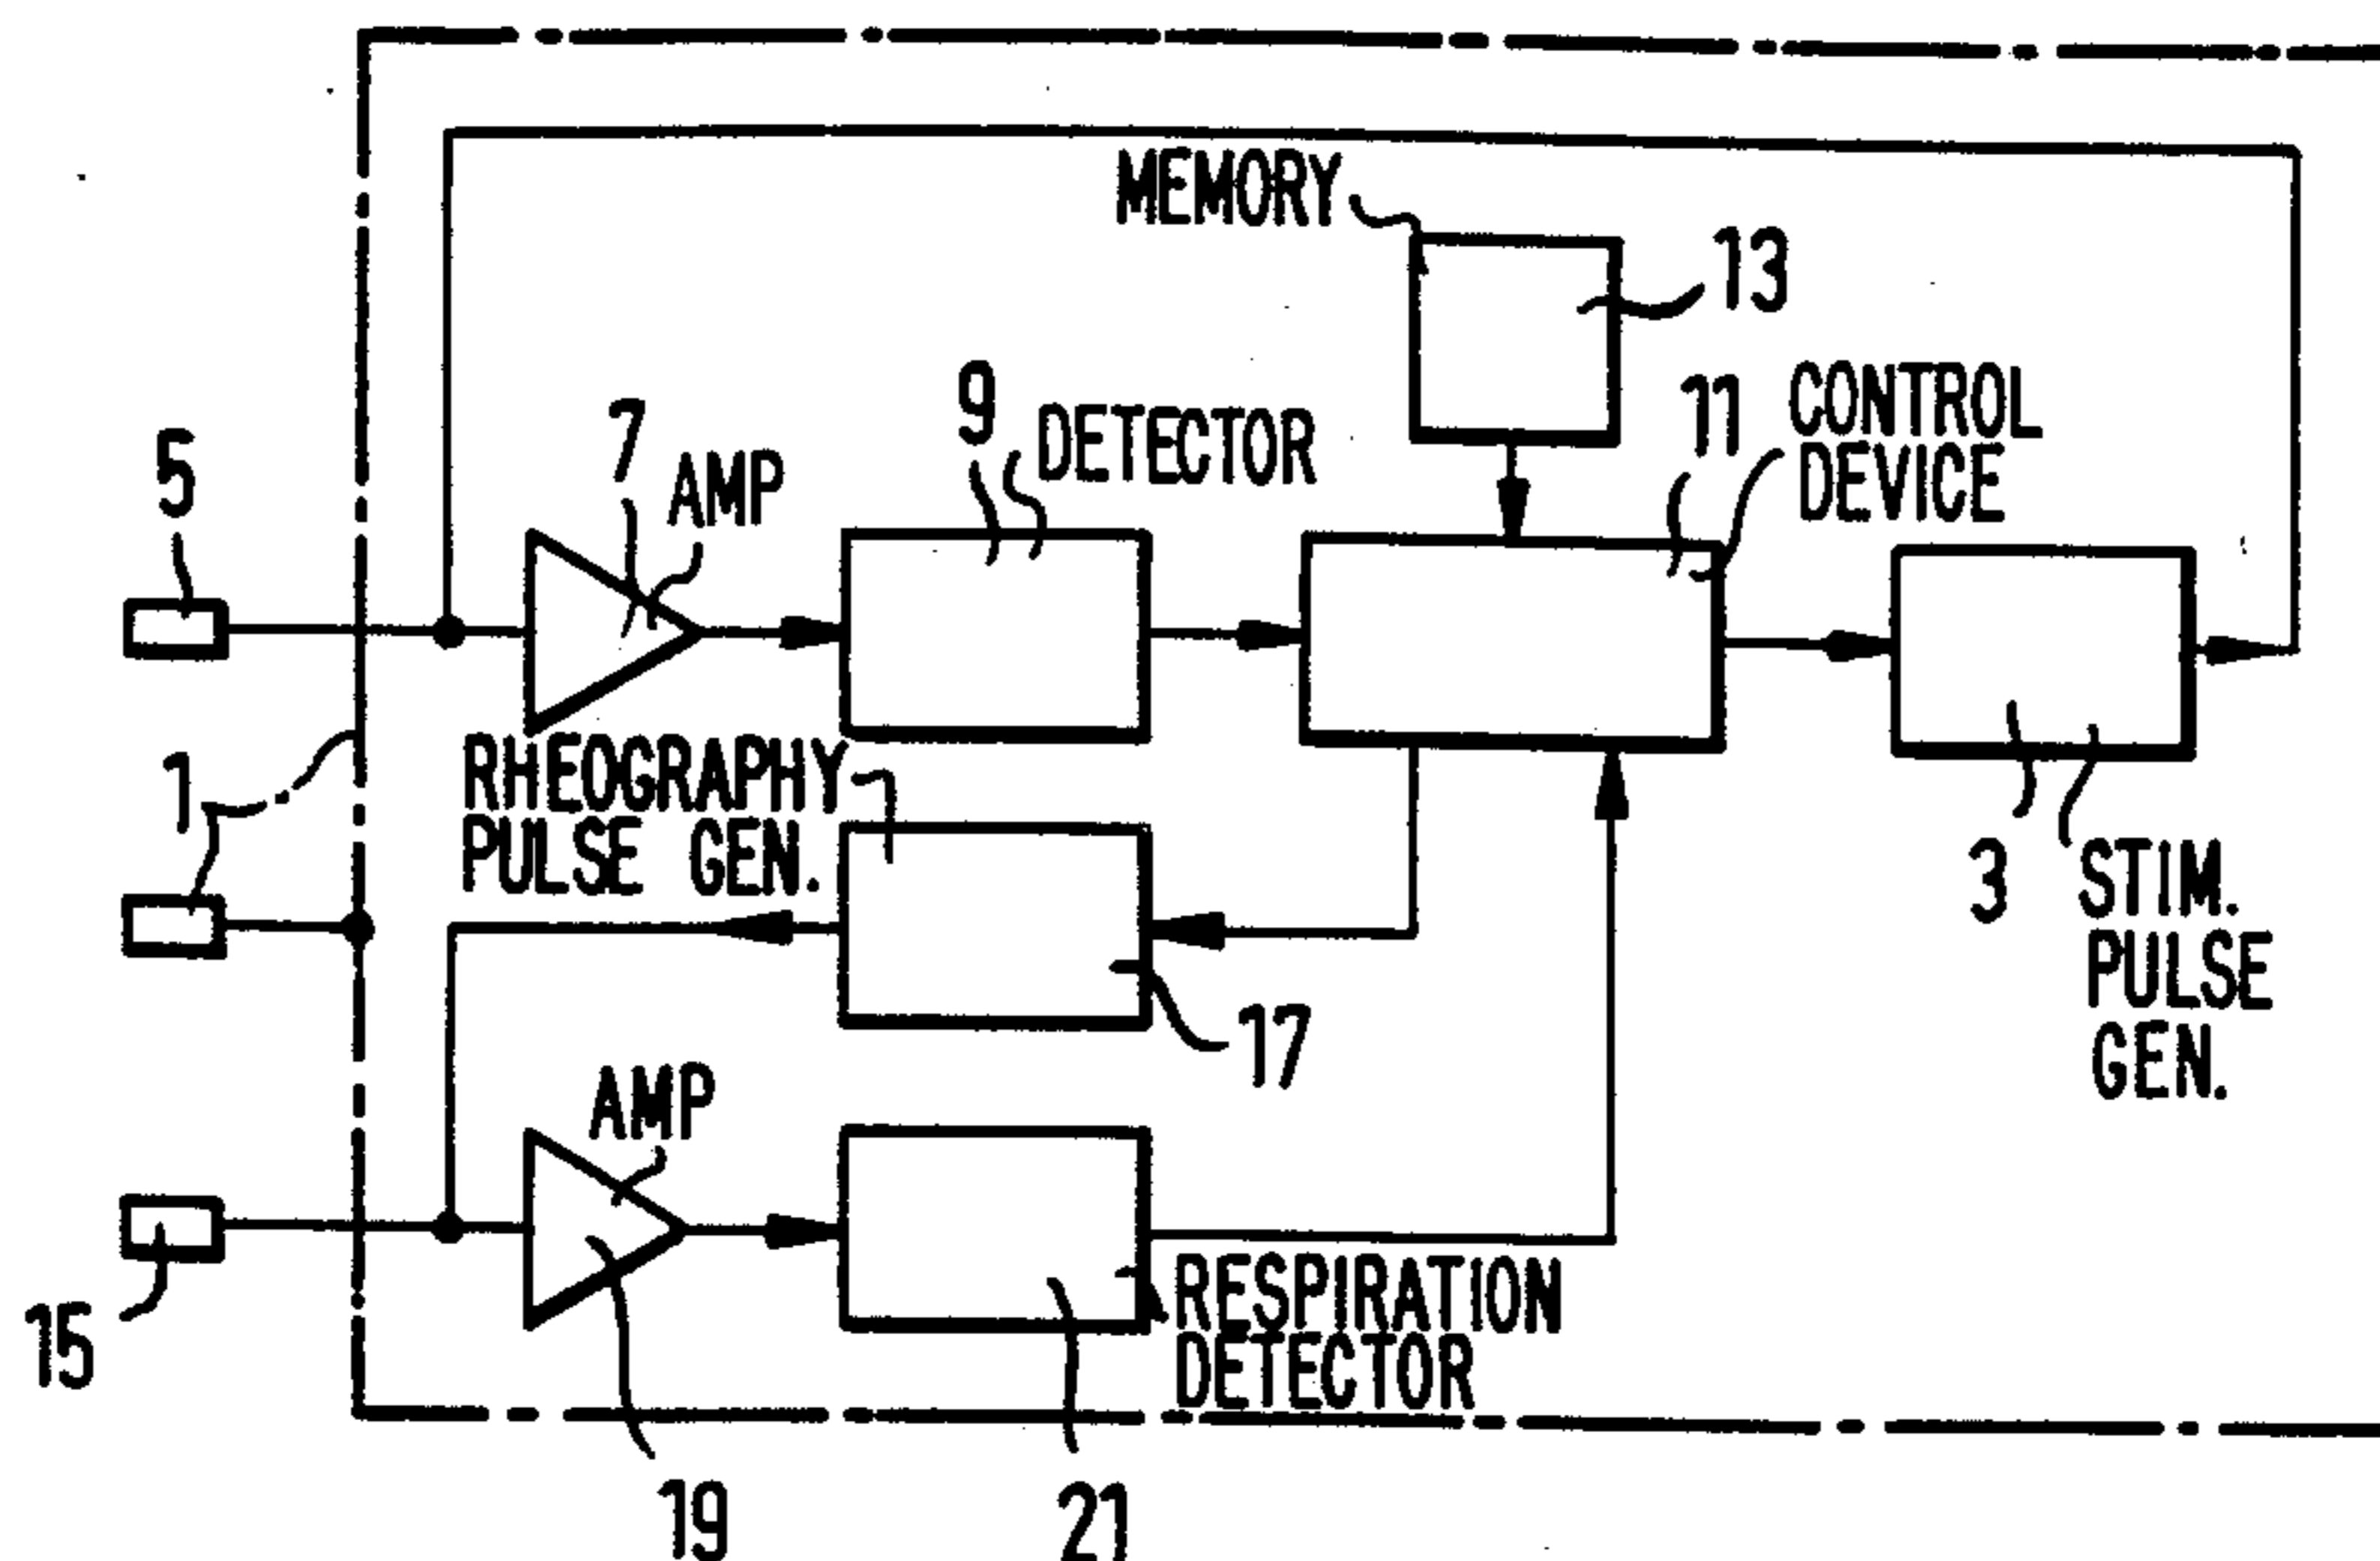 MEMORY
13
9
DETECTOR
11
CONTROL
DEVICE
7
AMP
5
1
RHEOGRAPHY
PULSE GEN.
3
STIM.
PULSE
GEN.
17
AMP
15
RESPIRATION
DETECTOR
19
21